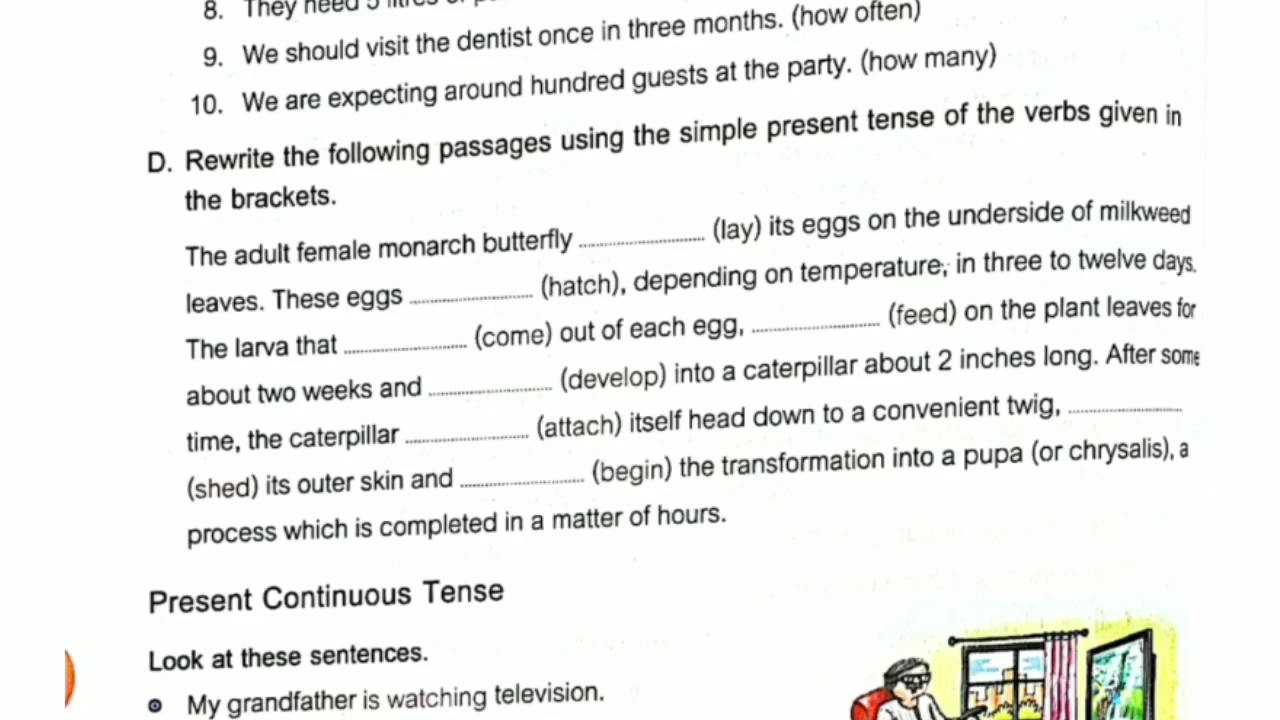 8. They need 5 litres of
9. We should visit the dentist once in three months. (how often)
10. We are expecting around hundred guests at the party. (how many)
D. Rewrite the following passages using the simple present tense of the verbs given in
the brackets.
The adult female monarch butterfly .......................... (lay) its eggs on the underside of milkweed
leaves. These eggs .......................... (hatch), depending on temperature, in three to twelve days.
The larva that .......................... (come) out of each egg, .......................... (feed) on the plant leaves for
about two weeks and .......................... (develop) into a caterpillar about 2 inches long. After some
time, the caterpillar .......................... (attach) itself head down to a convenient twig, ..........................
(shed) its outer skin and .......................... (begin) the transformation into a pupa (or chrysalis), a
process which is completed in a matter of hours.
Present Continuous Tense
Look at these sentences.
My grandfather is watching television.